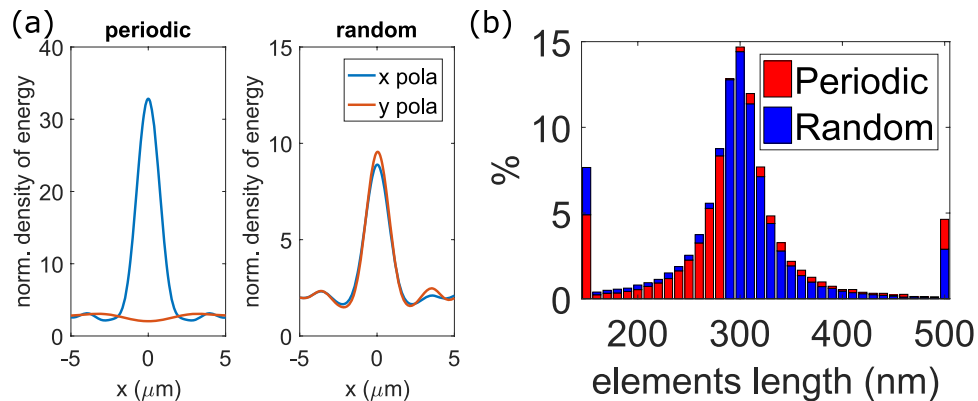 (a)
periodic
norm. density of energy
40
30
20
10
0
-5
0
5
x (μm)
random
norm. density of energy
15
10
5
0
x pola
y pola
-5
0
5
x (μm)
(b)
%
15
10
5
0
Periodic
Random
200
300
400
500
elements length (nm)